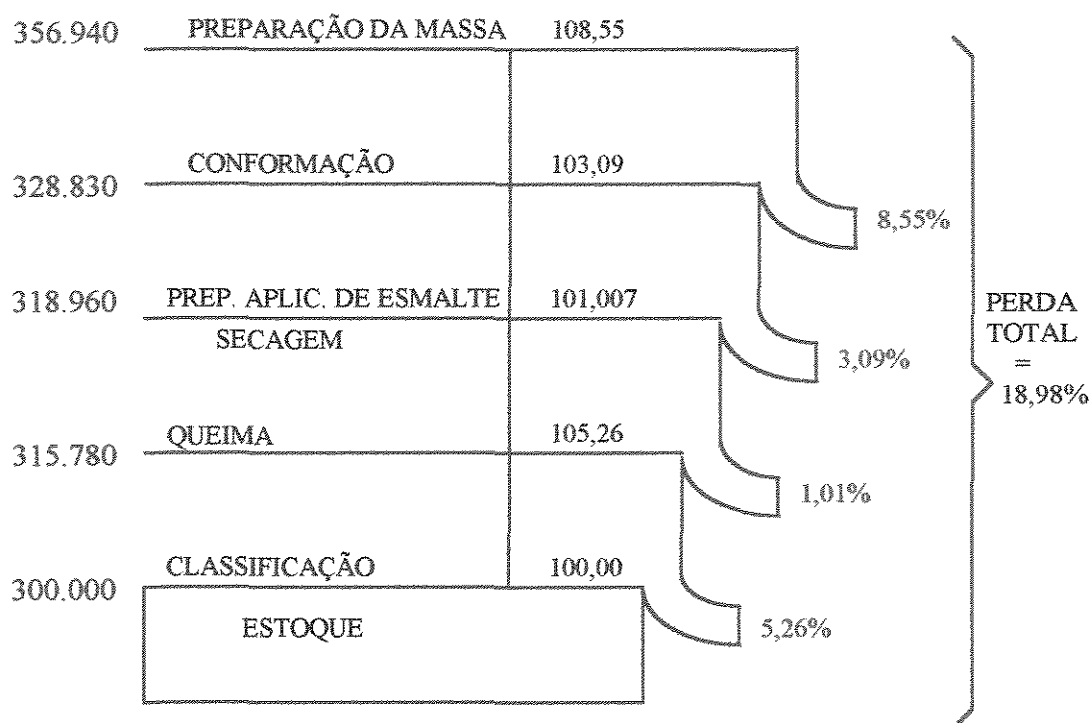 356.940 PREPARAÇÃO DA MASSA 108,55
328.830 CONFORMAÇÃO 103,09
8,55%
318.960 PREP. APLIC. DE ESMALTE 101,007
SECAGEM
3,09%
315.780 QUEIMA 105,26
1,01%
300.000 CLASSIFICAÇÃO 100,00
ESTOQUE
5,26%
PERDA
TOTAL
=
18,98%